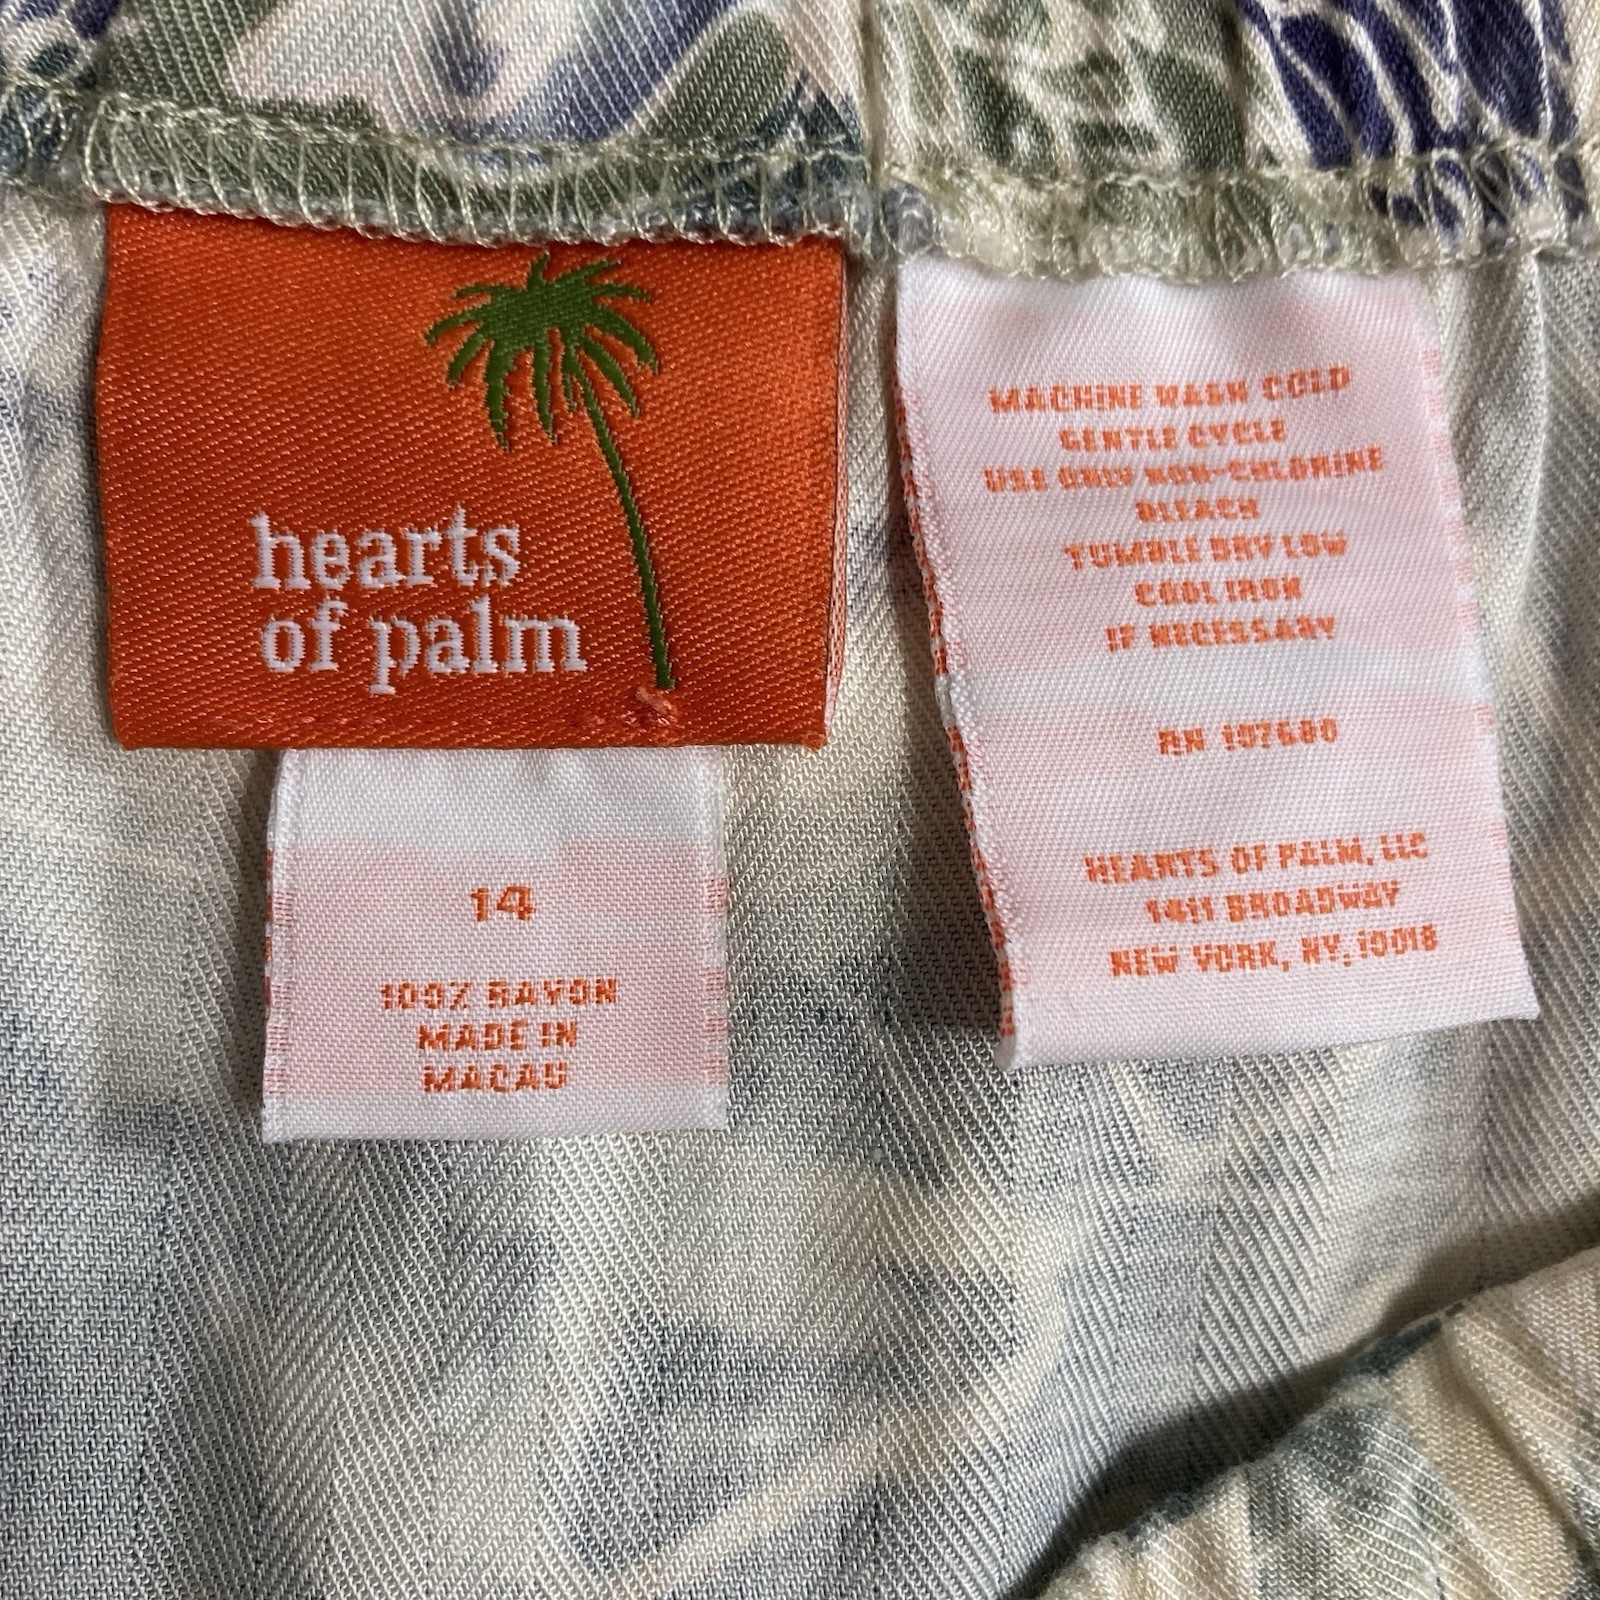 hearts
of palm
14
100% RAYON
MADE IN
MACAU
MACHINE WASH COLD
GENTLE CYCLE
USE ONLY NON-CHLORINE
BLEACH
TUMBLE DRY LOW
COOL IRON
IF NECESSARY
RN 107680
HEARTS OF PALM, LLC
1411 BROADWAY
NEW YORK, NY, 10018